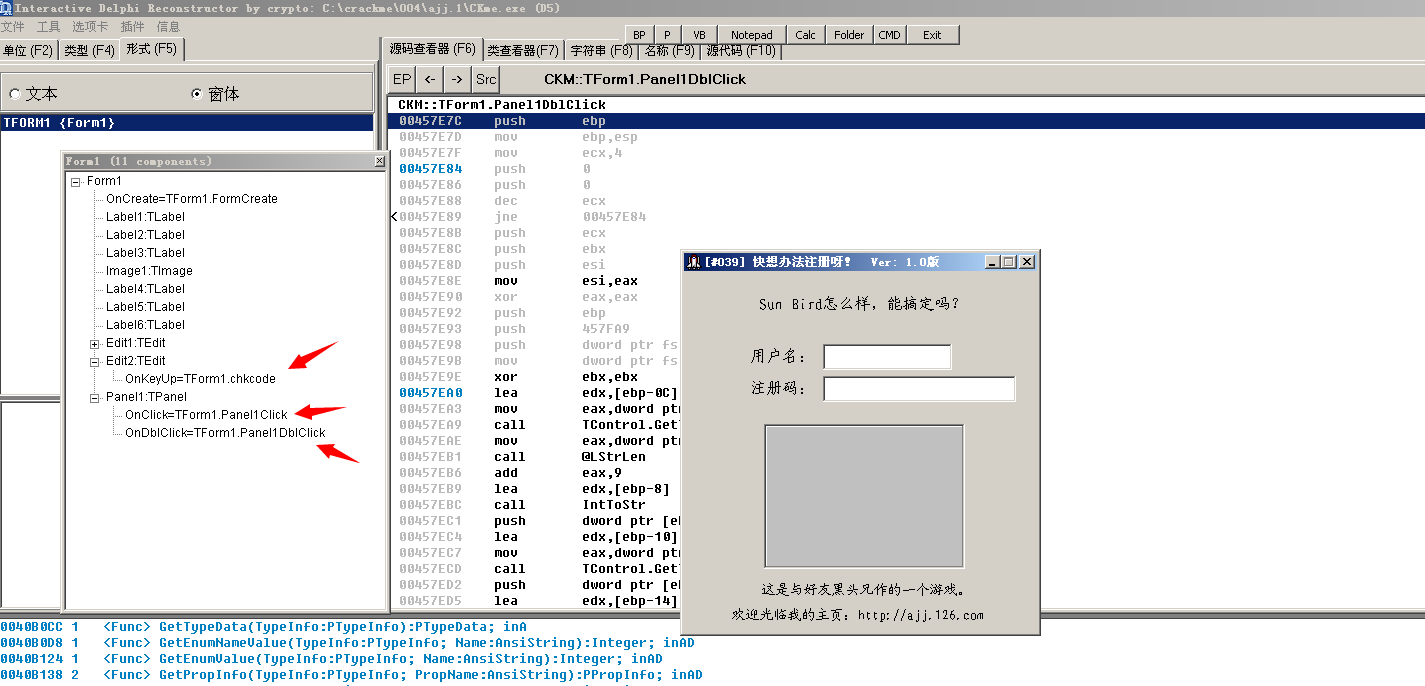 Interactive Delphi Reconstructor by crypto: C:\crackme\004\ajj.1\CKme.exe (D5)
文件 工具 选项卡 插件 信息
BP P VB Notepad Calc Folder CMD Exit
单位 (F2) 类型 (F4) 形式 (F5)
源码查看器 (F6) 类查看器(F7) 字符串 (F8) 名称 (F9) 源代码 (F10)
文本 窗体
EP <- -> Src CKM::TForm1.Panel1DblClick
TFORM1 {Form1}
Form1 (11 components)
Form1
OnCreate=TForm1.FormCreate
Label1:TLabel
Label2:TLabel
Label3:TLabel
Image1:TImage
Label4:TLabel
Label5:TLabel
Label6:TLabel
Edit1:TEdit
Edit2:TEdit
OnKeyUp=TForm1.chkcode
Panel1:TPanel
OnClick=TForm1.Panel1Click
OnDblClick=TForm1.Panel1DblClick
CKM::TForm1.Panel1DblClick
00457E7C push ebp
00457E7D mov ebp,esp
00457E7F mov ecx,4
00457E84 push 0
00457E86 push 0
00457E88 dec ecx
<00457E89 jne 00457E84
00457E8B push ecx
00457E8C push ebx
00457E8D push esi
00457E8E mov esi,eax
00457E90 xor eax,eax
00457E92 push ebp
00457E93 push 457FA9
00457E98 push dword ptr fs
00457E9B mov dword ptr fs
00457E9E xor ebx,ebx
00457EA0 lea edx,[ebp-0C]
00457EA3 mov eax,dword ptr
00457EA9 call TControl.GetT
00457EAE mov eax,dword ptr
00457EB1 call @LStrLen
00457EB6 add eax,9
00457EB9 lea edx,[ebp-8]
00457EBC call IntToStr
00457EC1 push dword ptr [eb
00457EC4 lea edx,[ebp-10]
00457EC7 mov eax,dword ptr
00457ECD call TControl.GetT
00457ED2 push dword ptr [eb
00457ED5 lea edx,[ebp-14]
[#039] 快想办法注册呀! Ver: 1.0版
Sun Bird怎么样，能搞定吗？
用户名：
注册码：
这是与好友黑头兄作的一个游戏。
欢迎光临我的主页：http://ajj.126.com
0040B0CC 1 <Func> GetTypeData(TypeInfo:PTypeInfo):PTypeData; inA
0040B0D8 1 <Func> GetEnumNameValue(TypeInfo:PTypeInfo; Name:AnsiString):Integer; inAD
0040B124 1 <Func> GetEnumValue(TypeInfo:PTypeInfo; Name:AnsiString):Integer; inAD
0040B138 2 <Func> GetPropInfo(TypeInfo:PTypeInfo; PropName:AnsiString):PPropInfo; inAD